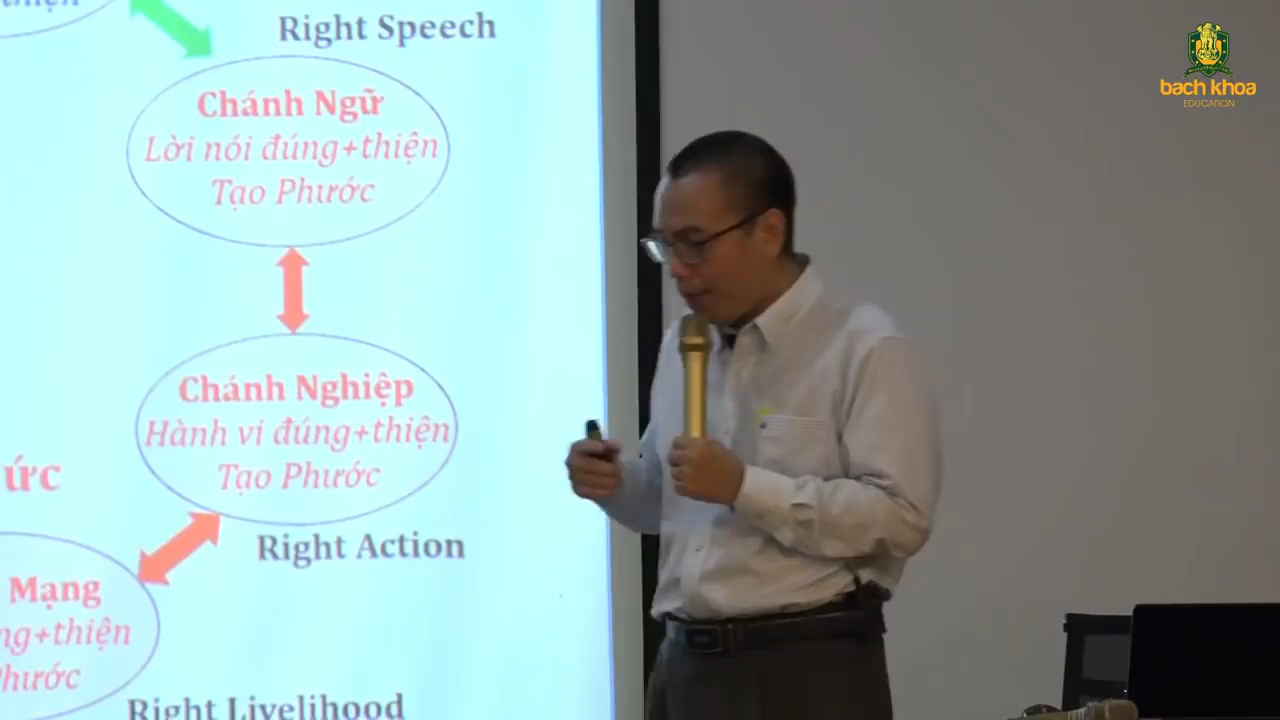 Right Speech
Chánh Ngữ
Lời nói đúng+thiện
Tạo Phước
Chánh Nghiệp
Hành vi đúng+thiện
Tạo Phước
Right Action
ức
Mạng
ng+thiện
Phước
Right Livelihood
bach khoa
EDUCATION